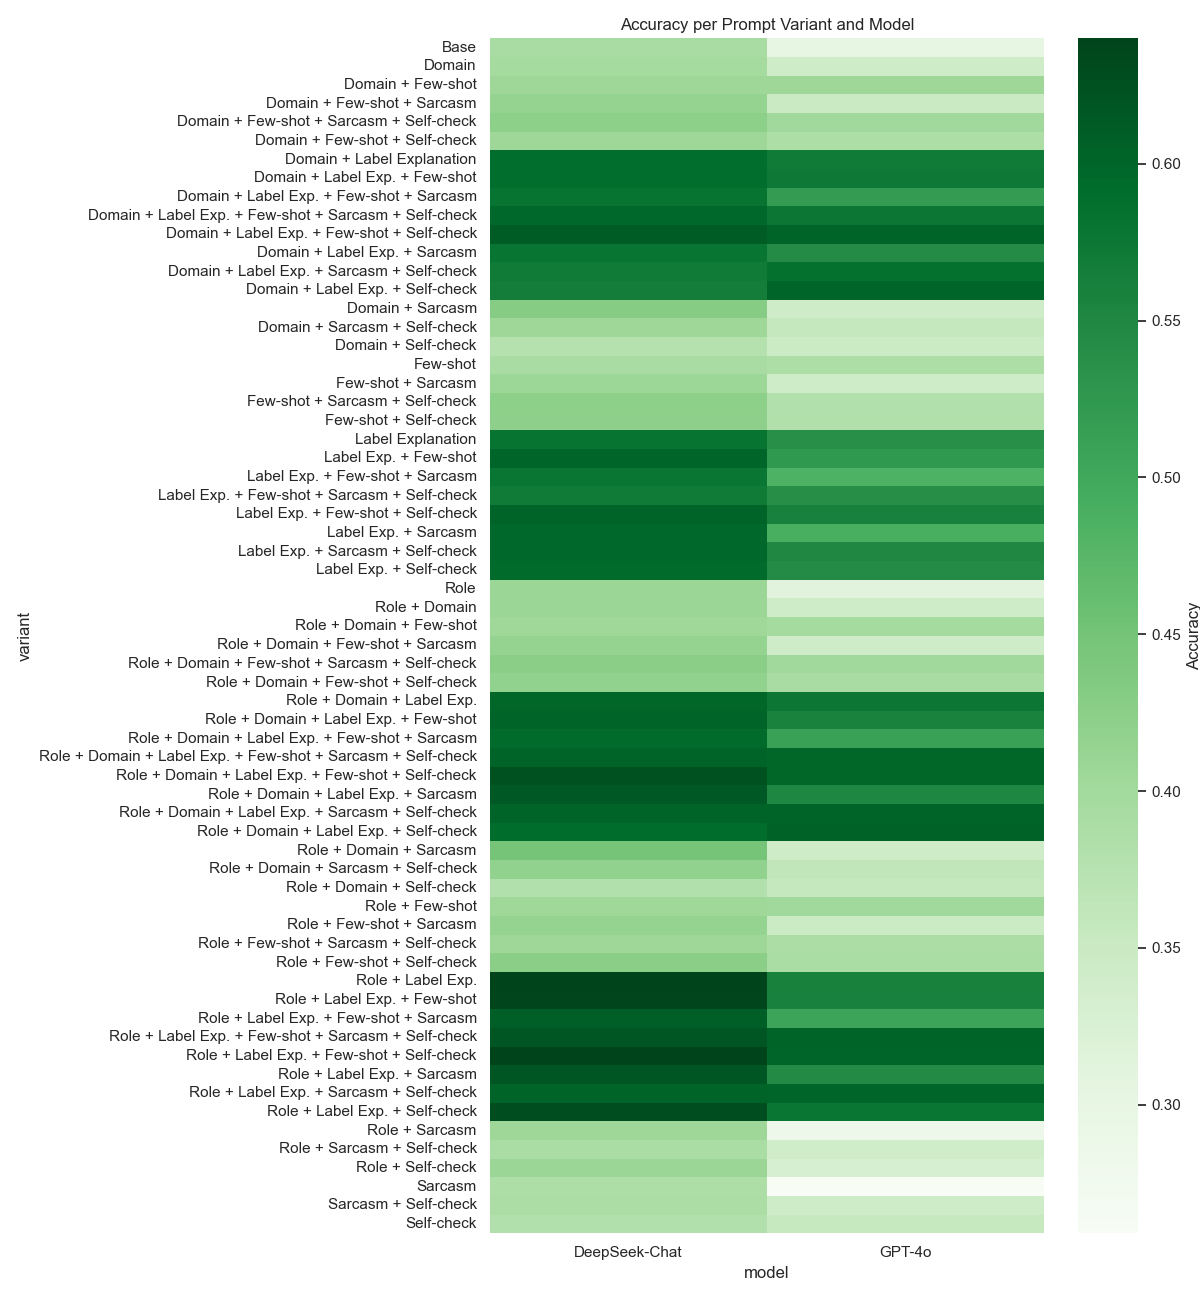 Accuracy per Prompt Variant and Model
Base
Domain
Domain + Few-shot
Domain + Few-shot + Sarcasm
Domain + Few-shot + Sarcasm + Self-check
Domain + Few-shot + Self-check
Domain + Label Explanation
Domain + Label Exp. + Few-shot
Domain + Label Exp. + Few-shot + Sarcasm
Domain + Label Exp. + Few-shot + Sarcasm + Self-check
Domain + Label Exp. + Few-shot + Self-check
Domain + Label Exp. + Sarcasm
Domain + Label Exp. + Sarcasm + Self-check
Domain + Label Exp. + Self-check
Domain + Sarcasm
Domain + Sarcasm + Self-check
Domain + Self-check
Few-shot
Few-shot + Sarcasm
Few-shot + Sarcasm + Self-check
Few-shot + Self-check
Label Explanation
Label Exp. + Few-shot
Label Exp. + Few-shot + Sarcasm
Label Exp. + Few-shot + Sarcasm + Self-check
Label Exp. + Few-shot + Self-check
Label Exp. + Sarcasm
Label Exp. + Sarcasm + Self-check
Label Exp. + Self-check
Role
Role + Domain
Role + Domain + Few-shot
Role + Domain + Few-shot + Sarcasm
Role + Domain + Few-shot + Sarcasm + Self-check
Role + Domain + Few-shot + Self-check
Role + Domain + Label Exp.
Role + Domain + Label Exp. + Few-shot
Role + Domain + Label Exp. + Few-shot + Sarcasm
Role + Domain + Label Exp. + Few-shot + Sarcasm + Self-check
Role + Domain + Label Exp. + Few-shot + Self-check
Role + Domain + Label Exp. + Sarcasm
Role + Domain + Label Exp. + Sarcasm + Self-check
Role + Domain + Label Exp. + Self-check
Role + Domain + Sarcasm
Role + Domain + Sarcasm + Self-check
Role + Domain + Self-check
Role + Few-shot
Role + Few-shot + Sarcasm
Role + Few-shot + Sarcasm + Self-check
Role + Few-shot + Self-check
Role + Label Exp.
Role + Label Exp. + Few-shot
Role + Label Exp. + Few-shot + Sarcasm
Role + Label Exp. + Few-shot + Sarcasm + Self-check
Role + Label Exp. + Few-shot + Self-check
Role + Label Exp. + Sarcasm
Role + Label Exp. + Sarcasm + Self-check
Role + Label Exp. + Self-check
Role + Sarcasm
Role + Sarcasm + Self-check
Role + Self-check
Sarcasm
Sarcasm + Self-check
Self-check
variant
DeepSeek-Chat
GPT-4o
model
0.60
0.55
0.50
0.45
0.40
0.35
0.30
Accuracy